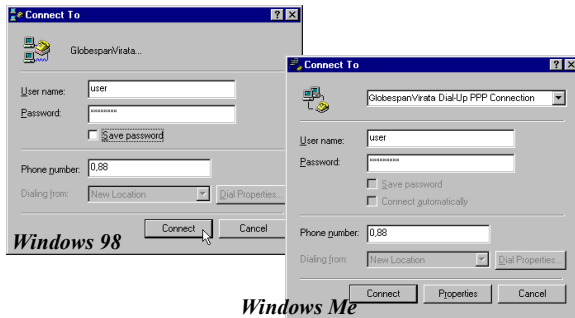 Connect To
GlobespanVirata...
User name: user
Password: ********
Save password
Phone number: 0,88
Dialing from: New Location Dial Properties...
Connect Cancel
Windows 98
Connect To
GlobespanVirata Dial-Up PPP Connection
User name: user
Password: ********
Save password
Connect automatically
Phone number: 0,88
Dialing from: New Location Dial Properties...
Connect Properties Cancel
Windows Me